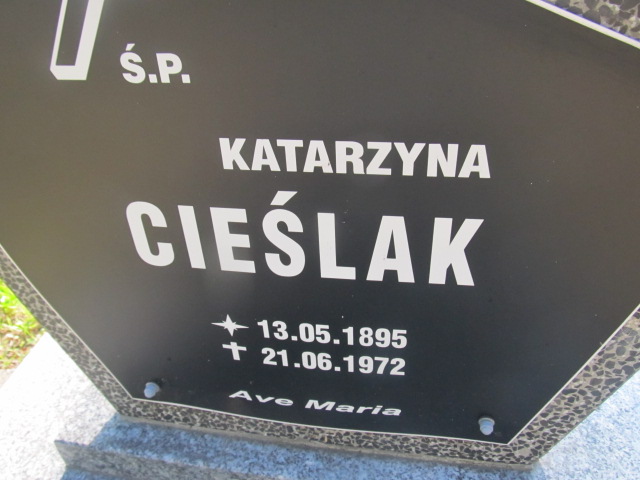 Ś.P.
KATARZYNA
CIEŚLAK
13.05.1895
21.06.1972
Ave Maria